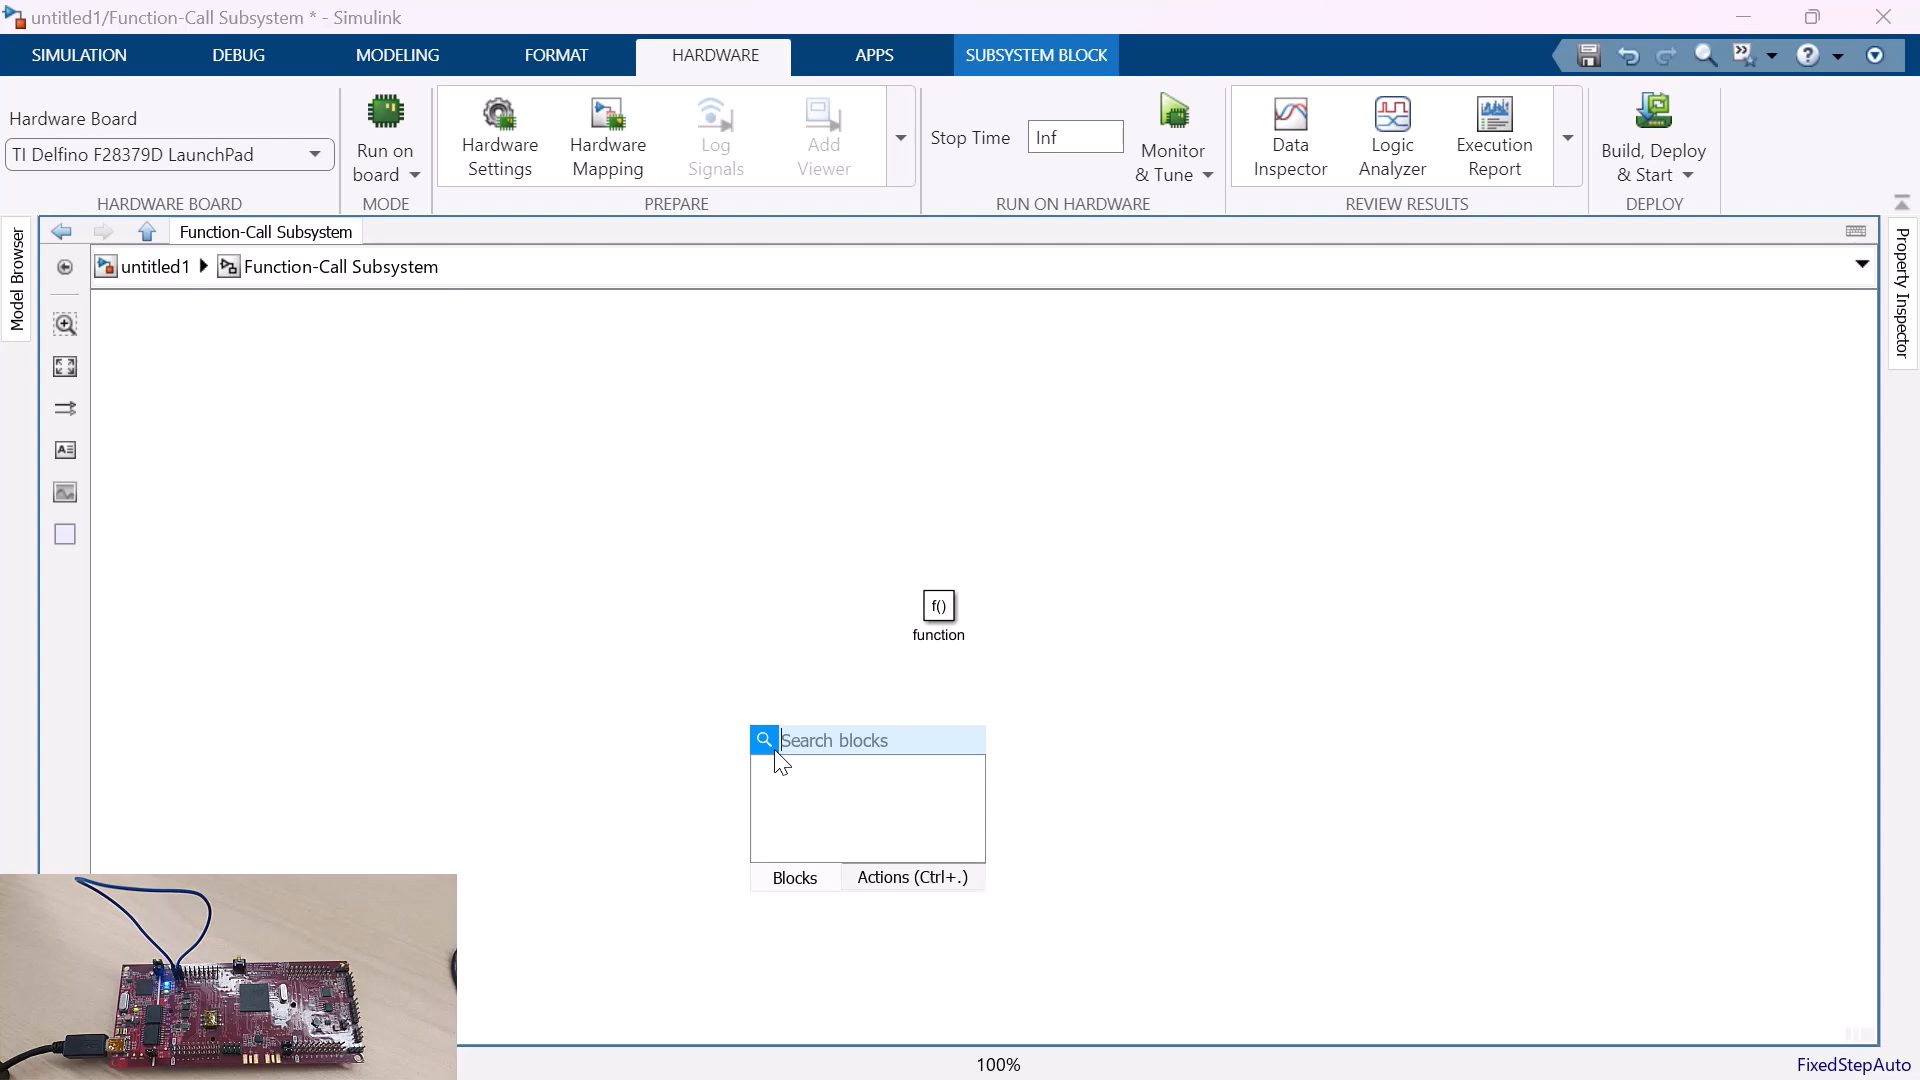 untitled1/Function-Call Subsystem * - Simulink
SIMULATION
DEBUG
MODELING
FORMAT
HARDWARE
APPS
SUBSYSTEM BLOCK
Hardware Board
TI Delfino F28379D LaunchPad
HARDWARE BOARD
Run on
board
MODE
Hardware
Settings
Hardware
Mapping
Log
Signals
Add
Viewer
PREPARE
Stop Time
Inf
Monitor
& Tune
RUN ON HARDWARE
Data
Inspector
Logic
Analyzer
Execution
Report
REVIEW RESULTS
Build, Deploy
& Start
DEPLOY
Model Browser
Function-Call Subsystem
untitled1
Function-Call Subsystem
Property Inspector
f()
function
Search blocks
Blocks
Actions (Ctrl+.)
100%
FixedStepAuto